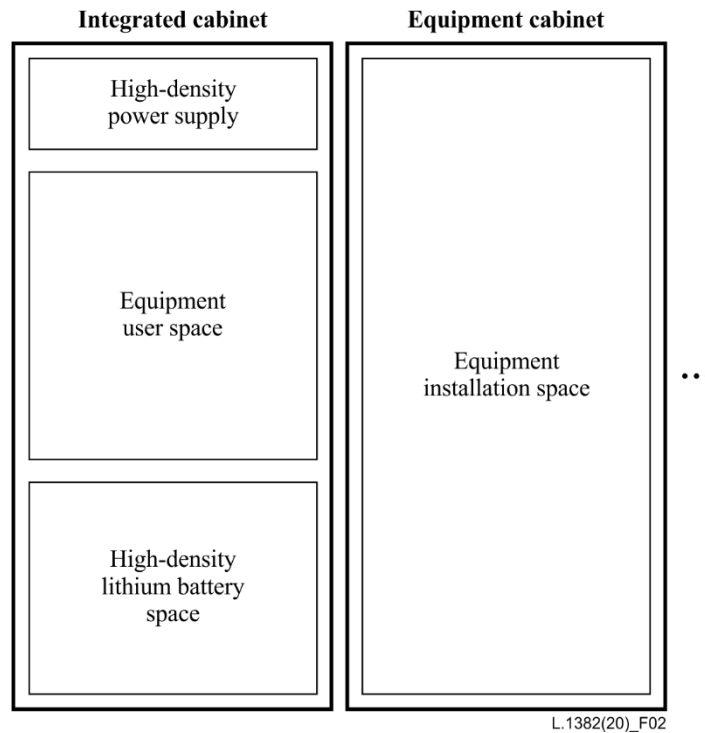 Integrated cabinet
Equipment cabinet
High-density
power supply
Equipment
user space
High-density
lithium battery
space
Equipment
installation space
..
L.1382(20)_F02